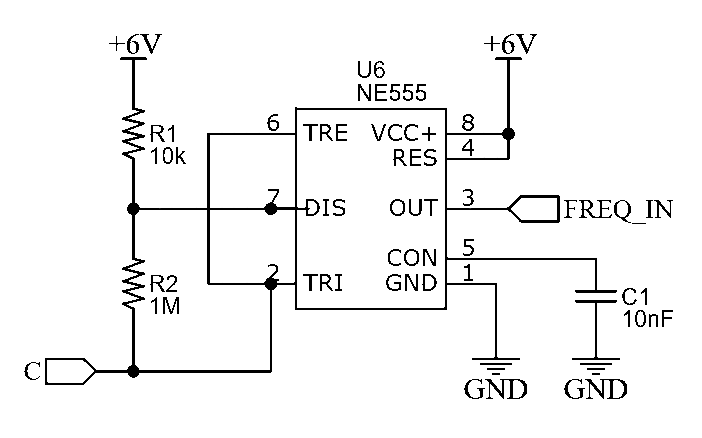 +6V
+6V
U6
NE555
6
TRE
VCC+
8
R1
10k
RES
4
7
DIS
OUT
3
FREQ_IN
CON
5
R2
1M
2
TRI
GND
1
C1
10nF
C
GND
GND